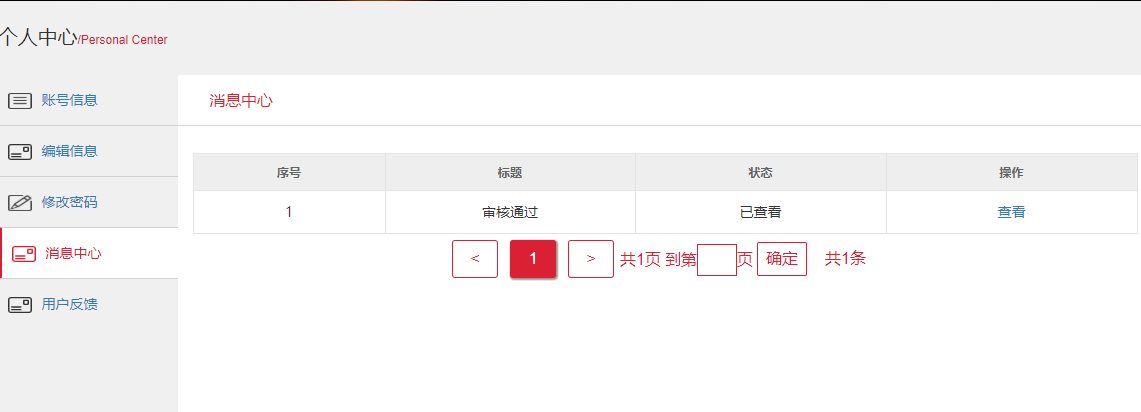 个人中心/Personal Center
账号信息
编辑信息
修改密码
消息中心
用户反馈
消息中心
序号 标题 状态 操作
1 审核通过 已查看 查看
< 1 > 共1页 到第 页 确定 共1条